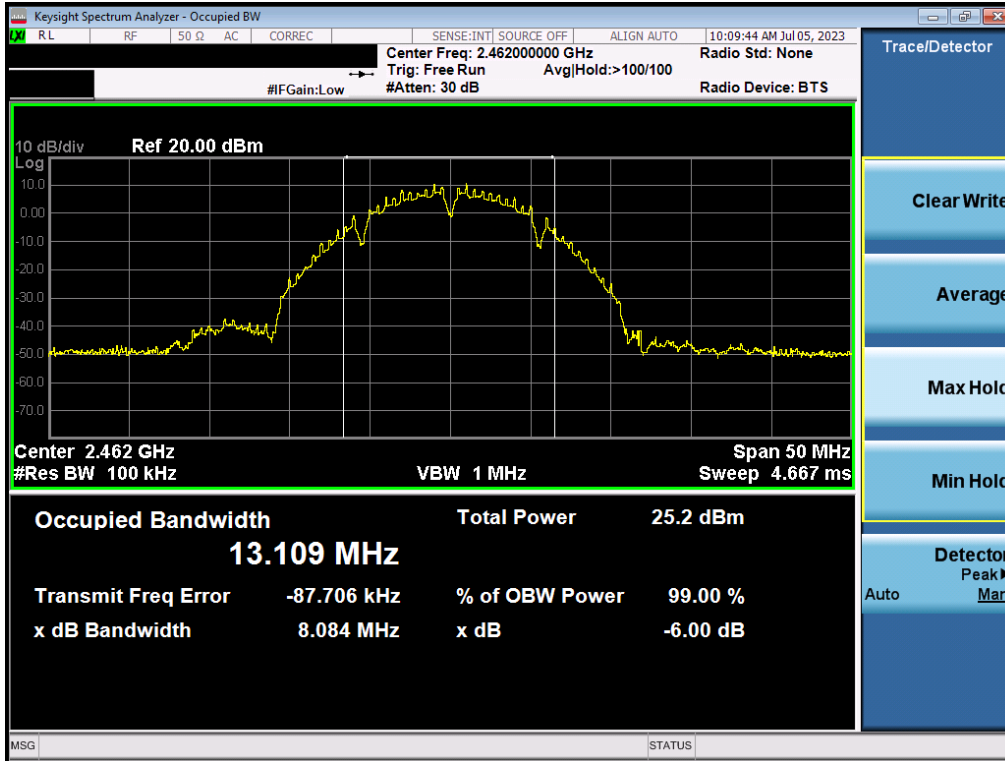 Keysight Spectrum Analyzer - Occupied BW
LXI RL RF 50 Ω AC CORREC SENSE:INT SOURCE OFF ALIGN AUTO 10:09:44 AM Jul 05, 2023
Center Freq: 2.462000000 GHz Radio Std: None
Trig: Free Run Avg|Hold:>100/100
#IFGain:Low #Atten: 30 dB Radio Device: BTS
10 dB/div Ref 20.00 dBm
Log
10.0
0.00
-10.0
-20.0
-30.0
-40.0
-50.0
-60.0
-70.0
Center 2.462 GHz Span 50 MHz
#Res BW 100 kHz VBW 1 MHz Sweep 4.667 ms
Occupied Bandwidth Total Power 25.2 dBm
13.109 MHz
Transmit Freq Error -87.706 kHz % of OBW Power 99.00 %
x dB Bandwidth 8.084 MHz x dB -6.00 dB
MSG STATUS
Trace/Detector
Clear Write
Average
Max Hold
Min Hold
Detector
Peak
Auto Man